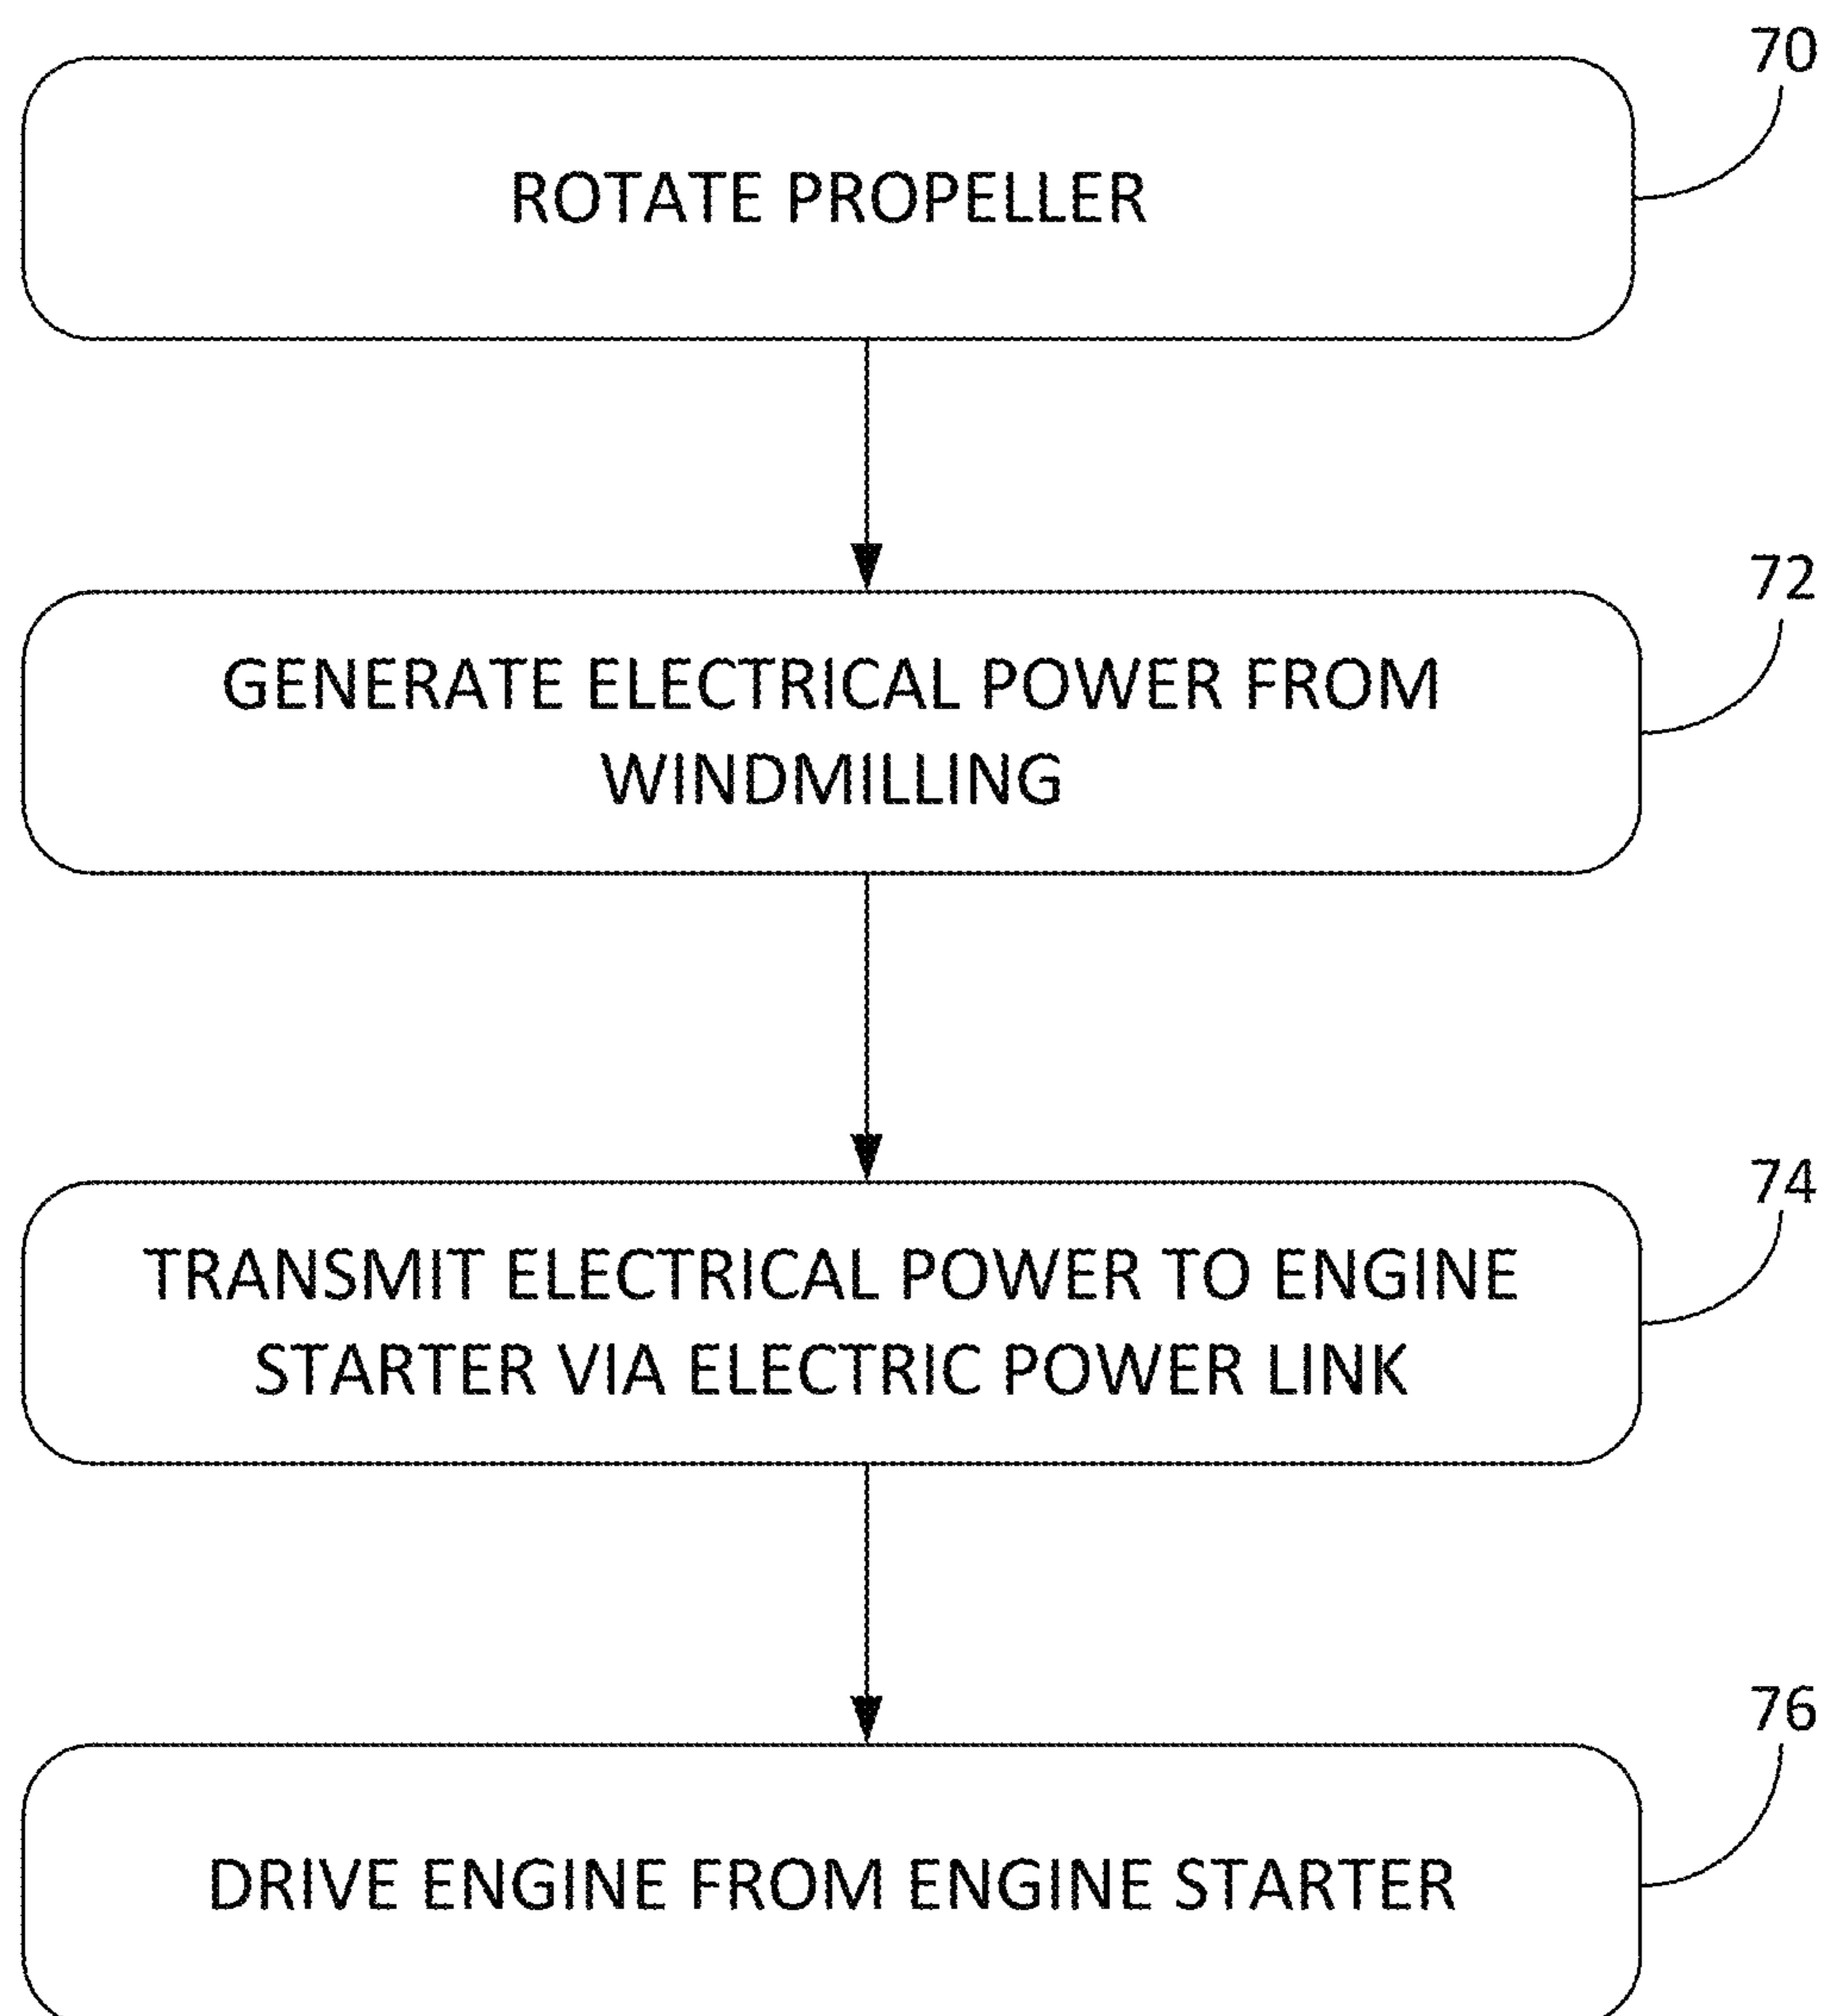 70
ROTATE PROPELLER
72
GENERATE ELECTRICAL POWER FROM
WINDMILLING
74
TRANSMIT ELECTRICAL POWER TO ENGINE
STARTER VIA ELECTRIC POWER LINK
76
DRIVE ENGINE FROM ENGINE STARTER